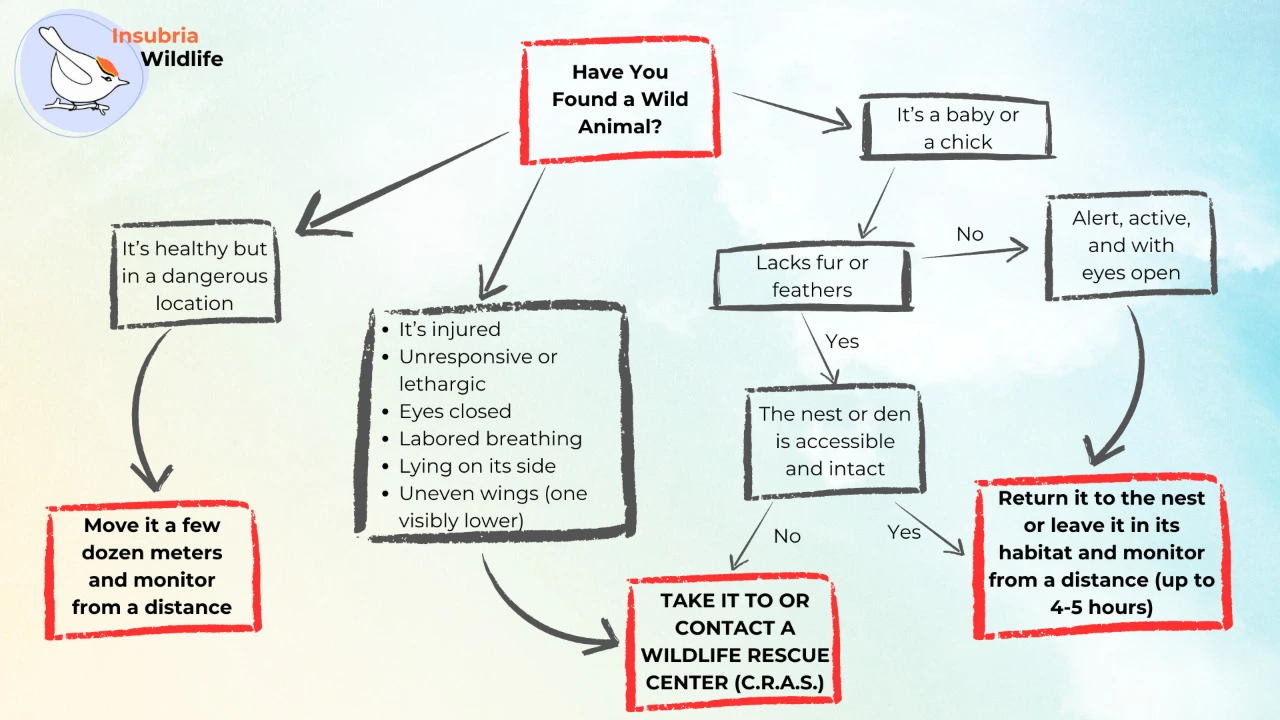 Insubria
Wildlife
Have You
Found a Wild
Animal?
It's a baby or
a chick
It's healthy but
in a dangerous
location
Lacks fur or
feathers
No
Alert, active,
and with
eyes open
• It's injured
• Unresponsive or
lethargic
• Eyes closed
• Labored breathing
• Lying on its side
• Uneven wings (one
visibly lower)
Yes
The nest or den
is accessible
and intact
No
Yes
Move it a few
dozen meters
and monitor
from a distance
TAKE IT TO OR
CONTACT A
WILDLIFE RESCUE
CENTER (C.R.A.S.)
Return it to the nest
or leave it in its
habitat and monitor
from a distance (up to
4-5 hours)